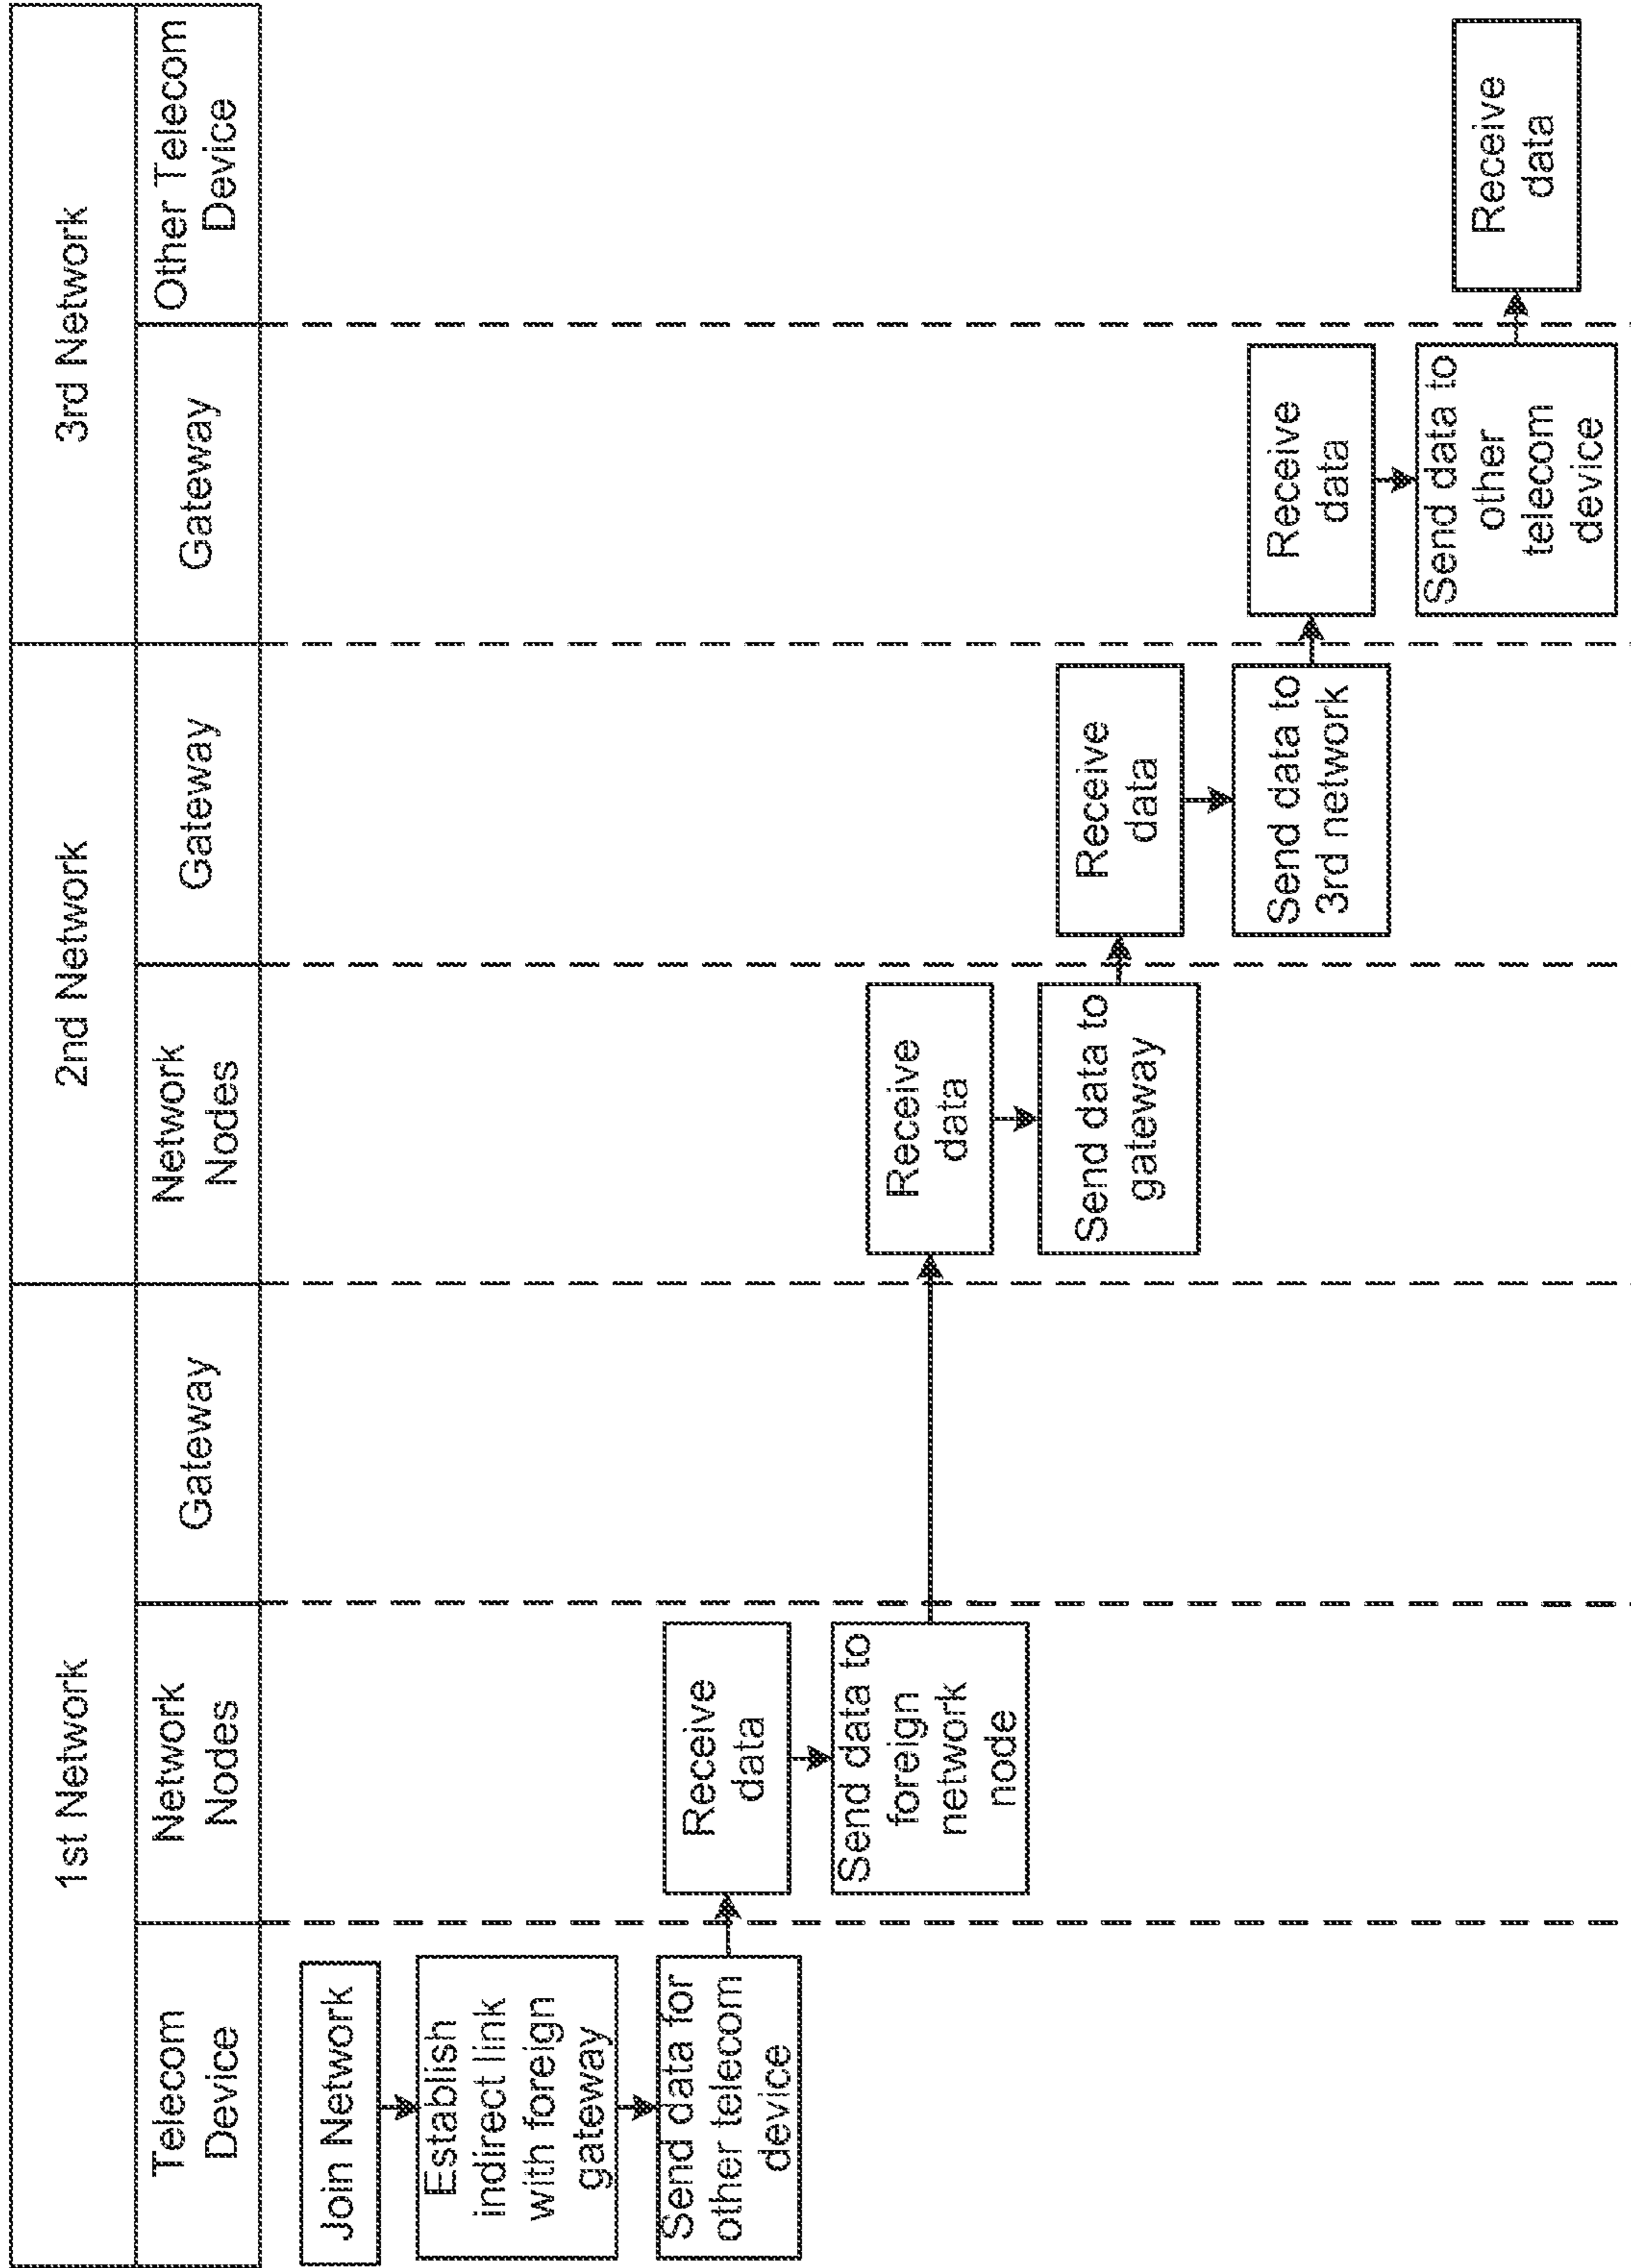 1st Network
2nd Network
3rd Network
Telecom
Device
Network
Nodes
Gateway
Network
Nodes
Gateway
Gateway
Other Telecom
Device
Join Network
Establish
indirect link
with foreign
gateway
Send data for
other telecom
device
Receive
data
Send data to
foreign
network
node
Receive
data
Send data to
gateway
Receive
data
Send data to
3rd network
Receive
data
Send data to
other
telecom
device
Receive
data